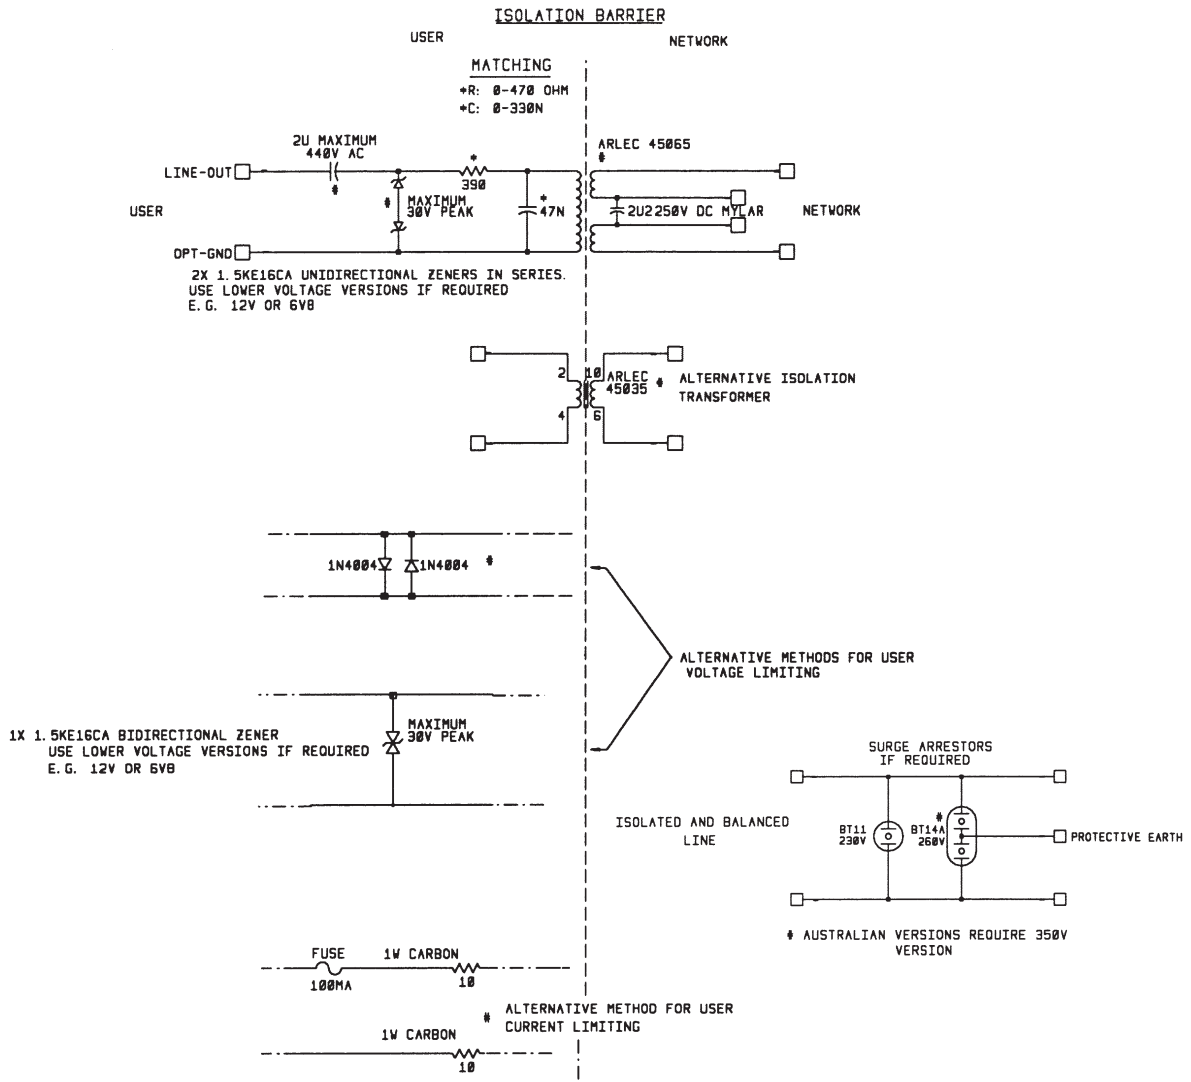 ISOLATION BARRIER
USER
NETWORK
MATCHING
*R: 0-470 OHM
*C: 0-330N
2U MAXIMUM
440V AC
ARLEC 45065
#
LINE-OUT
*
#
390
#
MAXIMUM
30V PEAK
*
47N
2U2 250V DC MYLAR
USER
NETWORK
OPT-GND
2X 1.5KE16CA UNIDIRECTIONAL ZENERS IN SERIES.
USE LOWER VOLTAGE VERSIONS IF REQUIRED
E.G. 12V OR 6V8
2
10
ARLEC
45035
#
ALTERNATIVE ISOLATION
TRANSFORMER
4
6
1N4004
1N4004
#
ALTERNATIVE METHODS FOR USER
VOLTAGE LIMITING
MAXIMUM
30V PEAK
1X 1.5KE16CA BIDIRECTIONAL ZENER
USE LOWER VOLTAGE VERSIONS IF REQUIRED
E.G. 12V OR 6V8
SURGE ARRESTORS
IF REQUIRED
ISOLATED AND BALANCED
LINE
BT11
230V
#
BT14A
260V
PROTECTIVE EARTH
# AUSTRALIAN VERSIONS REQUIRE 350V
VERSION
FUSE
100MA
1W CARBON
10
# ALTERNATIVE METHOD FOR USER
CURRENT LIMITING
1W CARBON
10